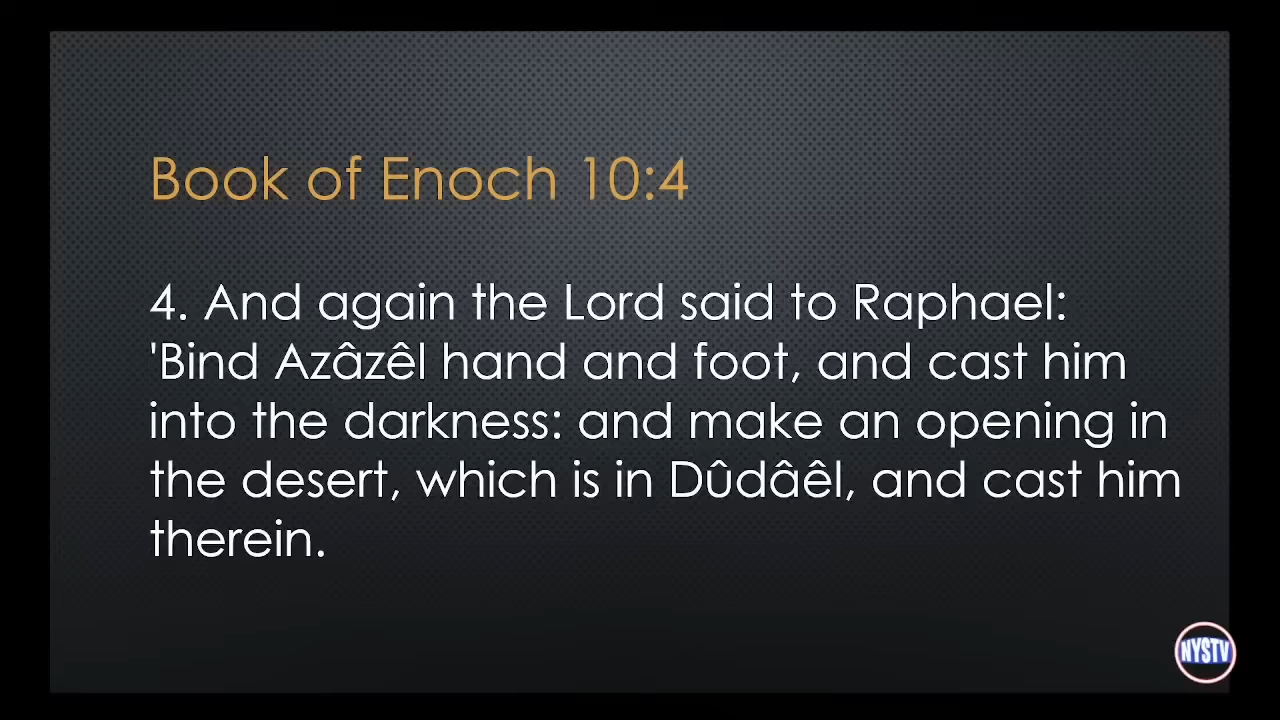 Book of Enoch 10:4
4. And again the Lord said to Raphael:
'Bind Azâzêl hand and foot, and cast him
into the darkness: and make an opening in
the desert, which is in Dûdâêl, and cast him
therein.
NYSTV